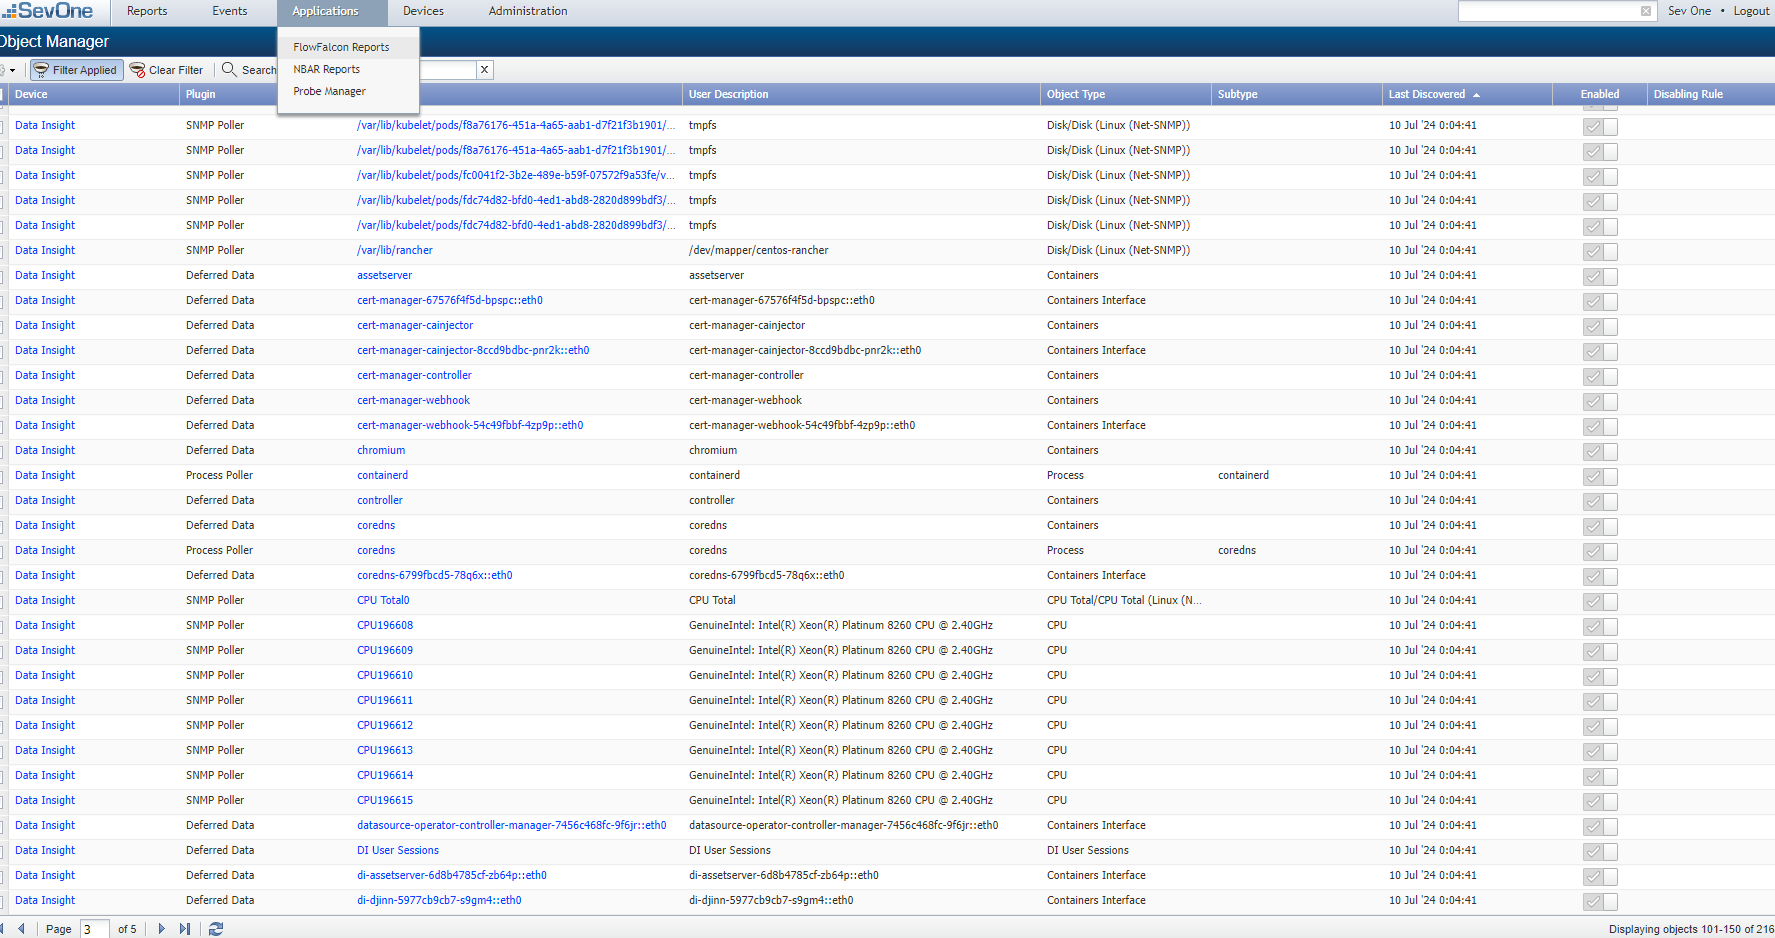 SevOne Reports Events Applications Devices Administration Sev One • Logout
Object Manager
FlowFalcon Reports
NBAR Reports
Probe Manager
Filter Applied Clear Filter Search X
Device Plugin User Description Object Type Subtype Last Discovered Enabled Disabling Rule
Data Insight SNMP Poller /var/lib/kubelet/pods/f8a76176-451a-4a65-aab1-d7f21f3b1901/... tmpfs Disk/Disk (Linux (Net-SNMP)) 10 Jul '24 0:04:41
Data Insight SNMP Poller /var/lib/kubelet/pods/f8a76176-451a-4a65-aab1-d7f21f3b1901/... tmpfs Disk/Disk (Linux (Net-SNMP)) 10 Jul '24 0:04:41
Data Insight SNMP Poller /var/lib/kubelet/pods/fc0041f2-3b2e-489e-b59f-07572f9a53fe/v... tmpfs Disk/Disk (Linux (Net-SNMP)) 10 Jul '24 0:04:41
Data Insight SNMP Poller /var/lib/kubelet/pods/fdc74d82-bfd0-4ed1-abd8-2820d899bdf3/... tmpfs Disk/Disk (Linux (Net-SNMP)) 10 Jul '24 0:04:41
Data Insight SNMP Poller /var/lib/kubelet/pods/fdc74d82-bfd0-4ed1-abd8-2820d899bdf3/... tmpfs Disk/Disk (Linux (Net-SNMP)) 10 Jul '24 0:04:41
Data Insight SNMP Poller /var/lib/rancher /dev/mapper/centos-rancher Disk/Disk (Linux (Net-SNMP)) 10 Jul '24 0:04:41
Data Insight Deferred Data assetserver assetserver Containers 10 Jul '24 0:04:41
Data Insight Deferred Data cert-manager-67576f4f5d-bpspc::eth0 cert-manager-67576f4f5d-bpspc::eth0 Containers Interface 10 Jul '24 0:04:41
Data Insight Deferred Data cert-manager-cainjector cert-manager-cainjector Containers 10 Jul '24 0:04:41
Data Insight Deferred Data cert-manager-cainjector-8ccd9bdbc-pnr2k::eth0 cert-manager-cainjector-8ccd9bdbc-pnr2k::eth0 Containers Interface 10 Jul '24 0:04:41
Data Insight Deferred Data cert-manager-controller cert-manager-controller Containers 10 Jul '24 0:04:41
Data Insight Deferred Data cert-manager-webhook cert-manager-webhook Containers 10 Jul '24 0:04:41
Data Insight Deferred Data cert-manager-webhook-54c49fbbf-4zp9p::eth0 cert-manager-webhook-54c49fbbf-4zp9p::eth0 Containers Interface 10 Jul '24 0:04:41
Data Insight Deferred Data chromium chromium Containers 10 Jul '24 0:04:41
Data Insight Process Poller containerd containerd Process containerd 10 Jul '24 0:04:41
Data Insight Deferred Data controller controller Containers 10 Jul '24 0:04:41
Data Insight Deferred Data coredns coredns Containers 10 Jul '24 0:04:41
Data Insight Process Poller coredns coredns Process coredns 10 Jul '24 0:04:41
Data Insight Deferred Data coredns-6799fbcd5-78q6x::eth0 coredns-6799fbcd5-78q6x::eth0 Containers Interface 10 Jul '24 0:04:41
Data Insight SNMP Poller CPU Total0 CPU Total CPU Total/CPU Total (Linux (N... 10 Jul '24 0:04:41
Data Insight SNMP Poller CPU196608 GenuineIntel: Intel(R) Xeon(R) Platinum 8260 CPU @ 2.40GHz CPU 10 Jul '24 0:04:41
Data Insight SNMP Poller CPU196609 GenuineIntel: Intel(R) Xeon(R) Platinum 8260 CPU @ 2.40GHz CPU 10 Jul '24 0:04:41
Data Insight SNMP Poller CPU196610 GenuineIntel: Intel(R) Xeon(R) Platinum 8260 CPU @ 2.40GHz CPU 10 Jul '24 0:04:41
Data Insight SNMP Poller CPU196611 GenuineIntel: Intel(R) Xeon(R) Platinum 8260 CPU @ 2.40GHz CPU 10 Jul '24 0:04:41
Data Insight SNMP Poller CPU196612 GenuineIntel: Intel(R) Xeon(R) Platinum 8260 CPU @ 2.40GHz CPU 10 Jul '24 0:04:41
Data Insight SNMP Poller CPU196613 GenuineIntel: Intel(R) Xeon(R) Platinum 8260 CPU @ 2.40GHz CPU 10 Jul '24 0:04:41
Data Insight SNMP Poller CPU196614 GenuineIntel: Intel(R) Xeon(R) Platinum 8260 CPU @ 2.40GHz CPU 10 Jul '24 0:04:41
Data Insight SNMP Poller CPU196615 GenuineIntel: Intel(R) Xeon(R) Platinum 8260 CPU @ 2.40GHz CPU 10 Jul '24 0:04:41
Data Insight Deferred Data datasource-operator-controller-manager-7456c468fc-9f6jr::eth0 datasource-operator-controller-manager-7456c468fc-9f6jr::eth0 Containers Interface 10 Jul '24 0:04:41
Data Insight Deferred Data DI User Sessions DI User Sessions DI User Sessions 10 Jul '24 0:04:41
Data Insight Deferred Data di-assetserver-6d8b4785cf-zb64p::eth0 di-assetserver-6d8b4785cf-zb64p::eth0 Containers Interface 10 Jul '24 0:04:41
Data Insight Deferred Data di-djinn-5977cb9cb7-s9gm4::eth0 di-djinn-5977cb9cb7-s9gm4::eth0 Containers Interface 10 Jul '24 0:04:41
Page 3 of 5 Displaying objects 101-150 of 216